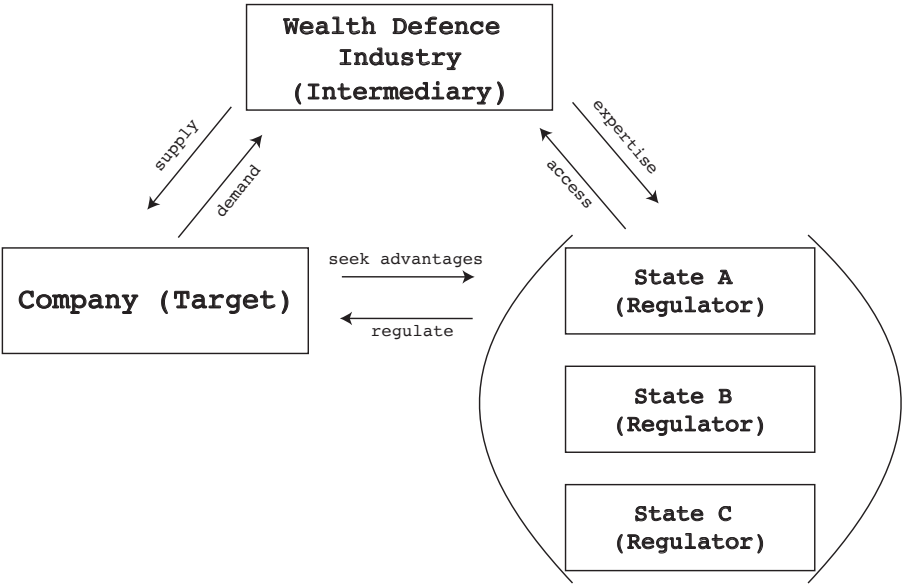 Wealth Defence
Industry
(Intermediary)
supply
demand
expertise
access
Company (Target)
seek advantages
regulate
State A
(Regulator)
State B
(Regulator)
State C
(Regulator)